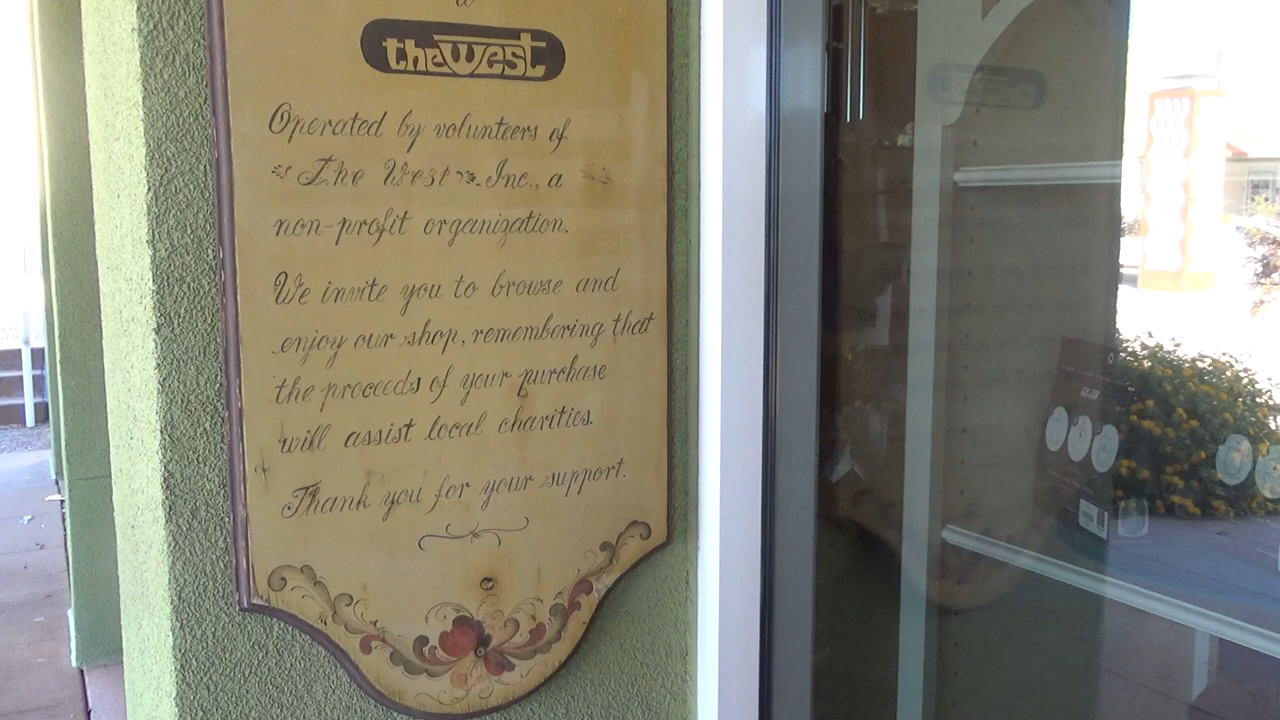 to
the west
Operated by volunteers of
The West Inc., a
non-profit organization.
We invite you to browse and
enjoy our shop, remembering that
the proceeds of your purchase
will assist local charities.
Thank you for your support.